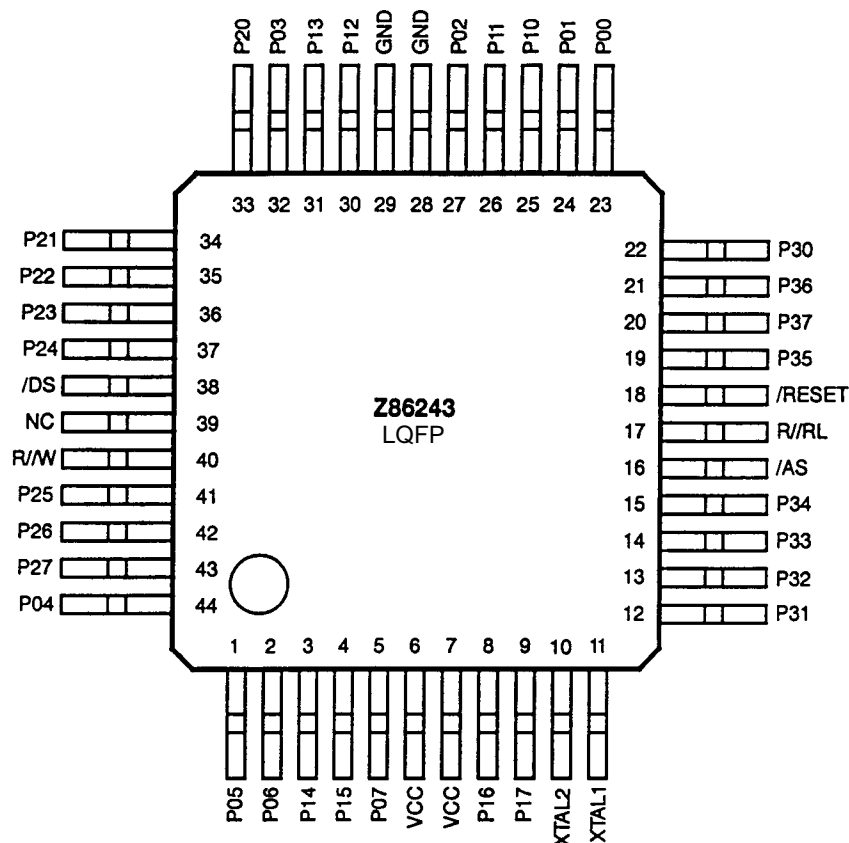 P20 P03 P13 P12 GND GND P02 P11 P10 P01 P00
33 32 31 30 29 28 27 26 25 24 23
P21 34
P22 35
P23 36
P24 37
/DS 38
NC 39
R//W 40
P25 41
P26 42
P27 43
P04 44
Z86243
LQFP
22 P30
21 P36
20 P37
19 P35
18 /RESET
17 R//RL
16 /AS
15 P34
14 P33
13 P32
12 P31
1 2 3 4 5 6 7 8 9 10 11
P05 P06 P14 P15 P07 VCC VCC P16 P17 XTAL2 XTAL1